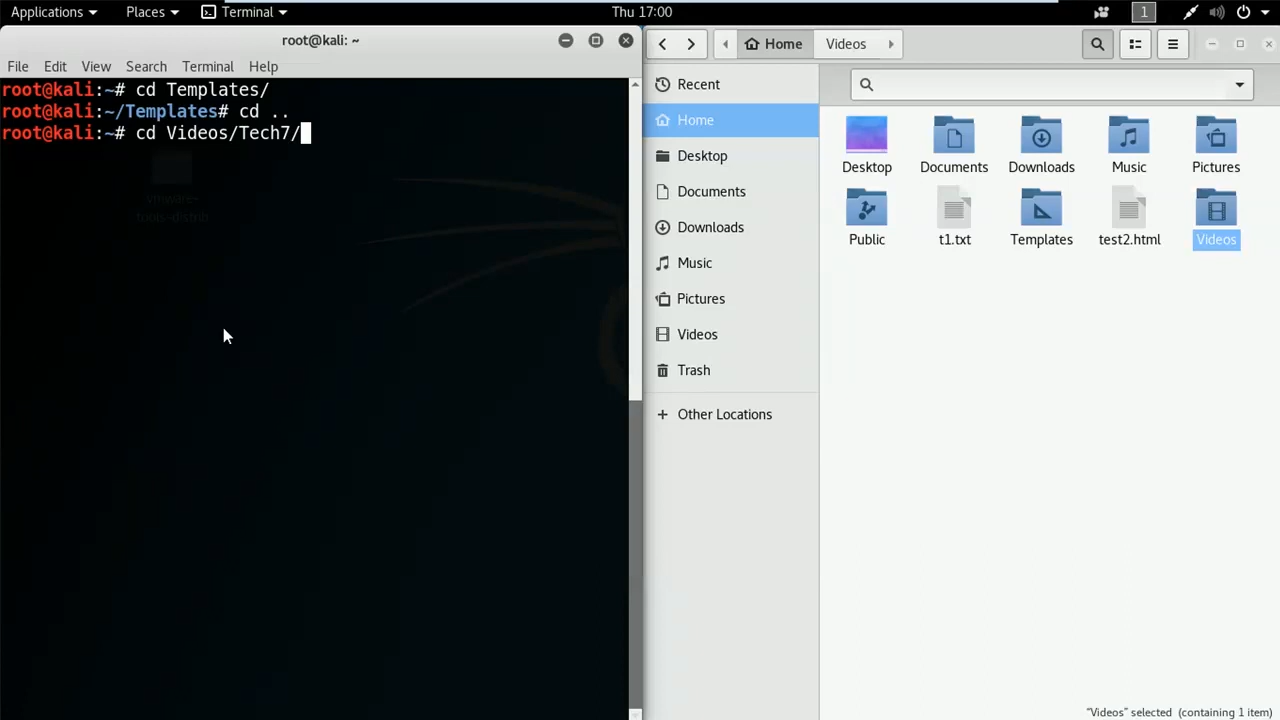 Applications Places Terminal Thu 17:00 1
root@kali: ~
File Edit View Search Terminal Help
root@kali:~# cd Templates/
root@kali:~/Templates# cd ..
root@kali:~# cd Videos/Tech7/
vmware-
tools-distrib
Home Videos
Recent
Home
Desktop
Documents
Downloads
Music
Pictures
Videos
Trash
+ Other Locations
Desktop Documents Downloads Music Pictures
Public t1.txt Templates test2.html Videos
"Videos" selected (containing 1 item)